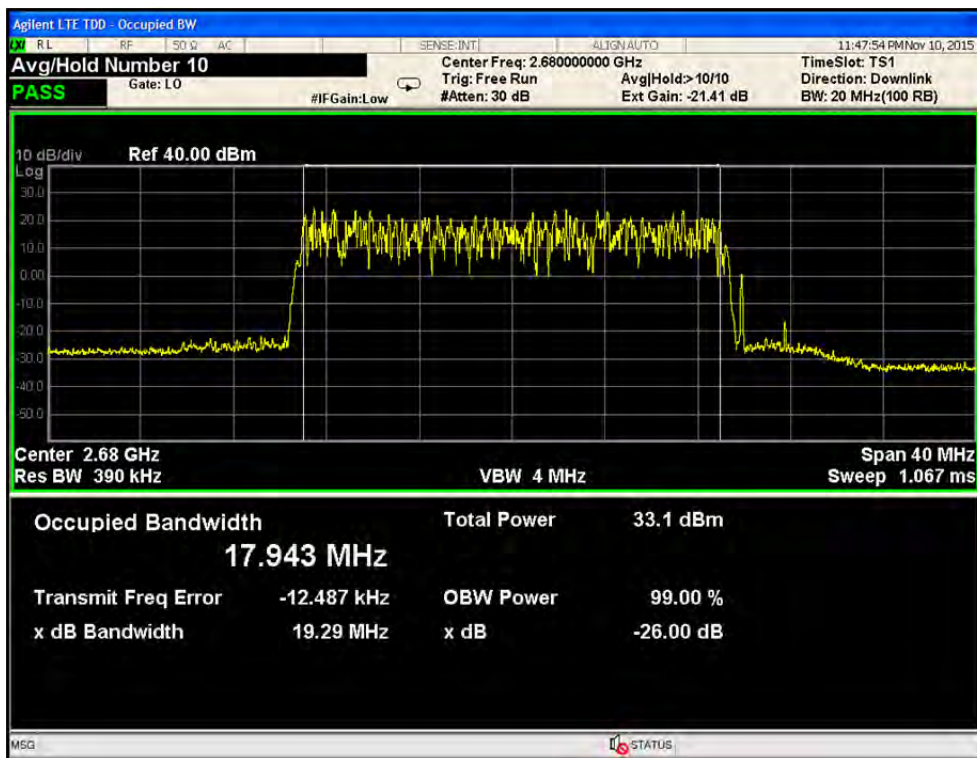 Agilent LTE TDD - Occupied BW
LXI RL RF 50 Ω AC SENSE:INT ALIGN AUTO 11:47:54 PM Nov 10, 2015
Avg/Hold Number 10 Center Freq: 2.680000000 GHz TimeSlot: TS1
PASS Gate: LO Trig: Free Run Avg|Hold:>10/10 Direction: Downlink
#IFGain:Low #Atten: 30 dB Ext Gain: -21.41 dB BW: 20 MHz(100 RB)
10 dB/div Ref 40.00 dBm
Log
30.0
20.0
10.0
0.00
-10.0
-20.0
-30.0
-40.0
-50.0
Center 2.68 GHz Span 40 MHz
Res BW 390 kHz VBW 4 MHz Sweep 1.067 ms
Occupied Bandwidth Total Power 33.1 dBm
17.943 MHz
Transmit Freq Error -12.487 kHz OBW Power 99.00 %
x dB Bandwidth 19.29 MHz x dB -26.00 dB
MSG STATUS